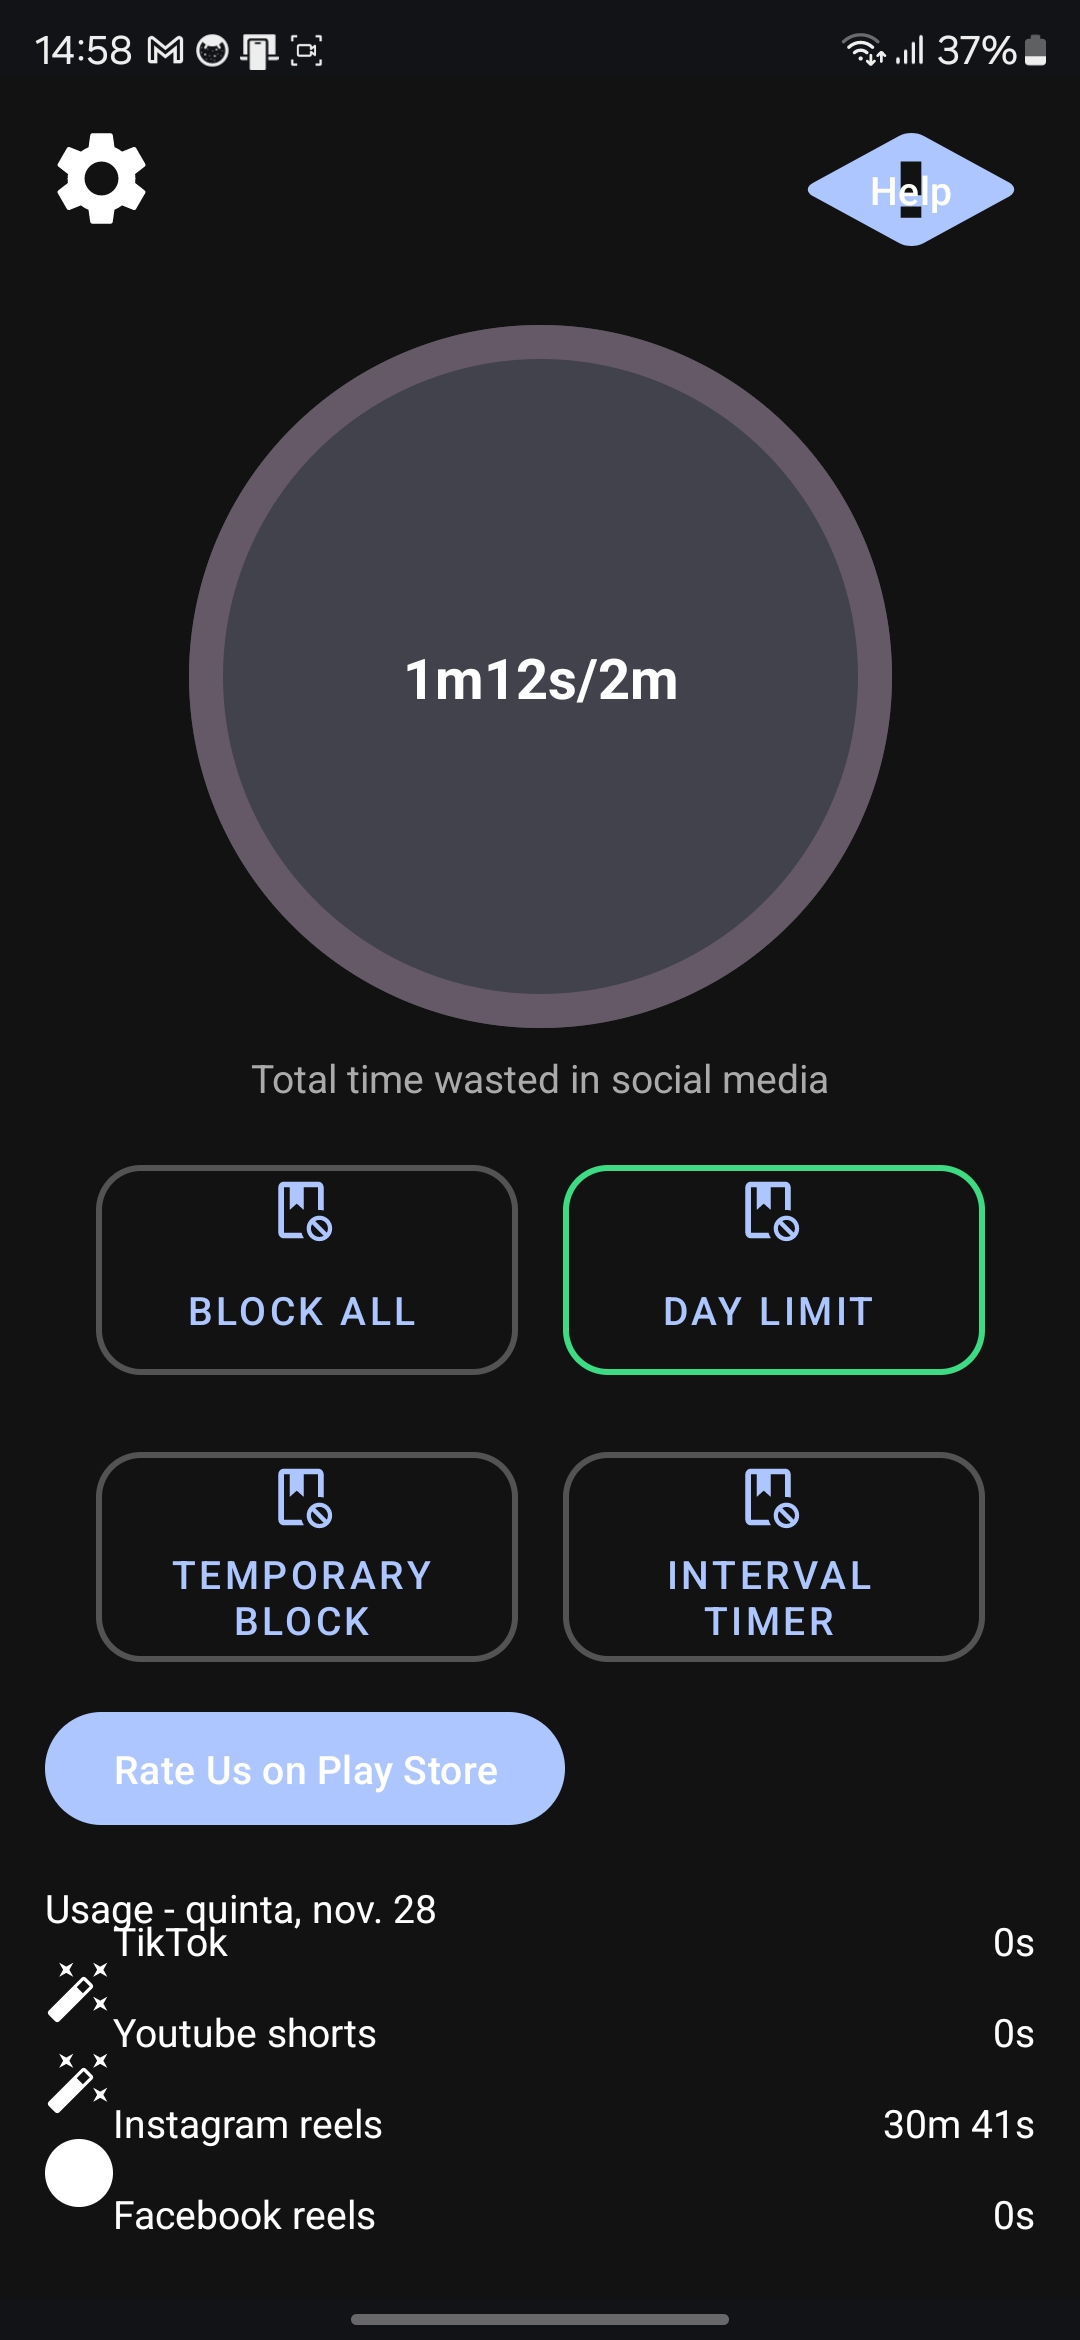 14:58
37%
Help
1m12s/2m
Total time wasted in social media
BLOCK ALL
DAY LIMIT
TEMPORARY
BLOCK
INTERVAL
TIMER
Rate Us on Play Store
Usage - quinta, nov. 28
TikTok 0s
Youtube shorts 0s
Instagram reels 30m 41s
Facebook reels 0s